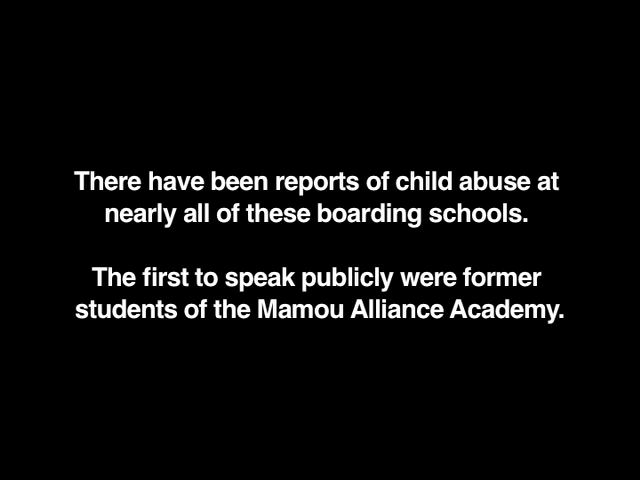 There have been reports of child abuse at
nearly all of these boarding schools.
The first to speak publicly were former
students of the Mamou Alliance Academy.